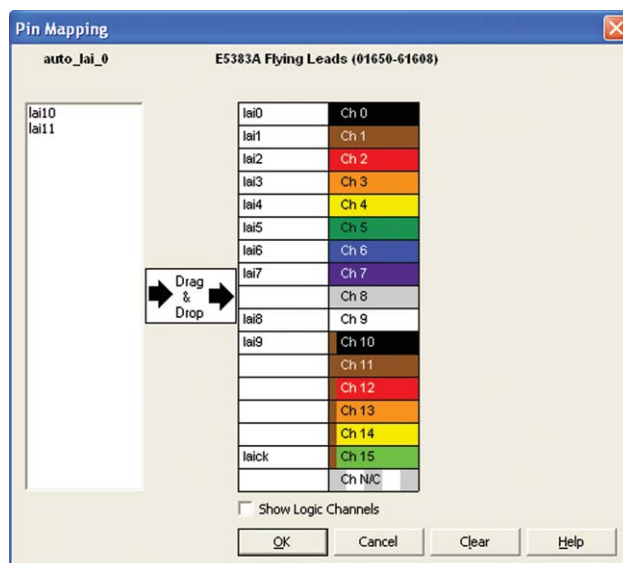 Pin Mapping
auto_lai_0 E5383A Flying Leads (01650-61608)
lai10
lai11
lai0 Ch 0
lai1 Ch 1
lai2 Ch 2
lai3 Ch 3
lai4 Ch 4
lai5 Ch 5
lai6 Ch 6
lai7 Ch 7
Ch 8
lai8 Ch 9
lai9 Ch 10
Ch 11
Ch 12
Ch 13
Ch 14
laick Ch 15
Ch N/C
Drag
&
Drop
Show Logic Channels
OK Cancel Clear Help